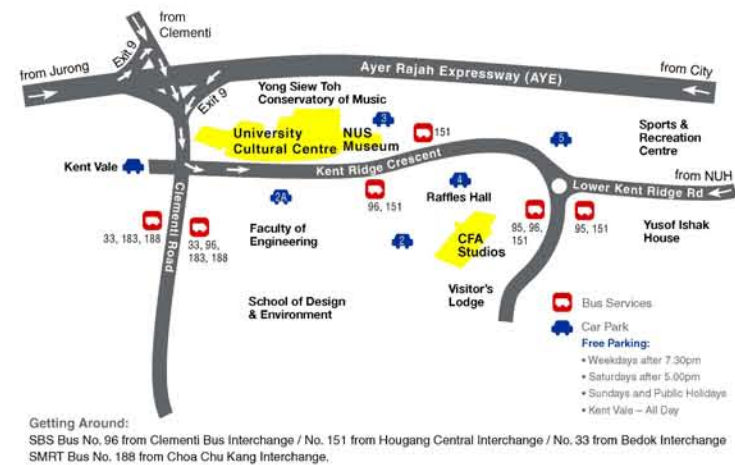 from
Clementi
Exit 9
from Jurong
Ayer Rajah Expressway (AYE)
from City
Exit 9
Yong Siew Toh
Conservatory of Music
3
University
Cultural Centre
NUS
Museum
151
5
Sports &
Recreation
Centre
Kent Vale
Kent Ridge Crescent
from NUH
Lower Kent Ridge Rd
2A
96, 151
4
Raffles Hall
Clementi Road
33, 183, 188
33, 96,
183, 188
Faculty of
Engineering
2
CFA
Studios
95, 96,
151
95, 151
Yusof Ishak
House
School of Design
& Environment
Visitor's
Lodge
Bus Services
Car Park
Free Parking:
• Weekdays after 7.30pm
• Saturdays after 5.00pm
• Sundays and Public Holidays
• Kent Vale – All Day
Getting Around:
SBS Bus No. 96 from Clementi Bus Interchange / No. 151 from Hougang Central Interchange / No. 33 from Bedok Interchange
SMRT Bus No. 188 from Choa Chu Kang Interchange.